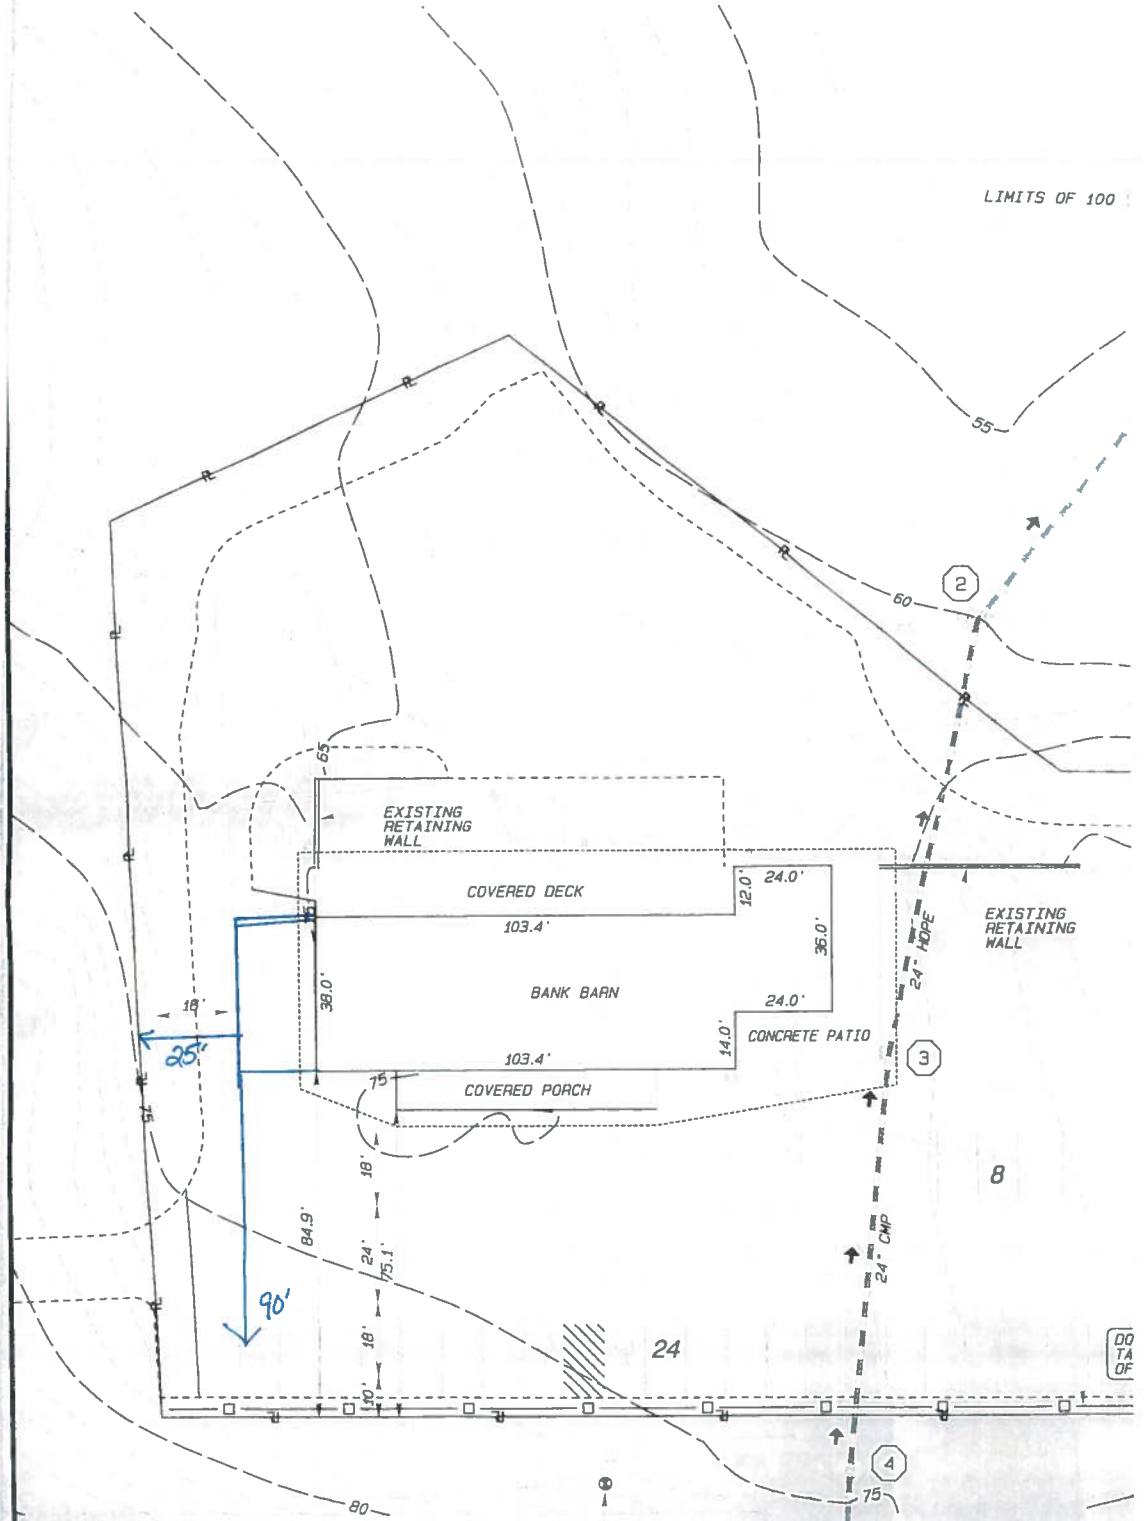 LIMITS OF 100
55
2
60
65
EXISTING
RETAINING
WALL
COVERED DECK
12.0'
24.0'
103.4'
36.0'
EXISTING
RETAINING
WALL
24" HDPE
38.0'
BANK BARN
18'
25'
24.0'
14.0'
CONCRETE PATIO
103.4'
3
75
COVERED PORCH
75
18'
8
84.9'
24'
75.1'
24" CMP
90'
18'
24
10'
DO
TA
OF
4
75
80